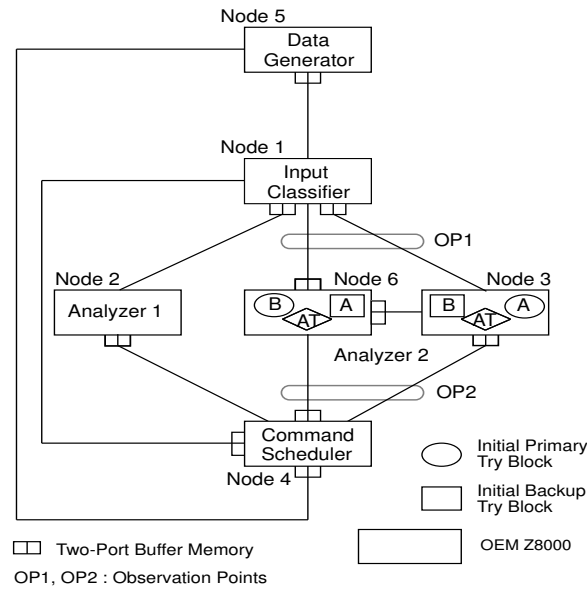 Node 5
Data
Generator
Node 1
Input
Classifier
OP1
Node 2
Node 6
Node 3
Analyzer 1
B
A
AT
B
A
AT
Analyzer 2
OP2
Command
Scheduler
Node 4
Initial Primary
Try Block
Initial Backup
Try Block
Two-Port Buffer Memory
OEM Z8000
OP1, OP2 : Observation Points